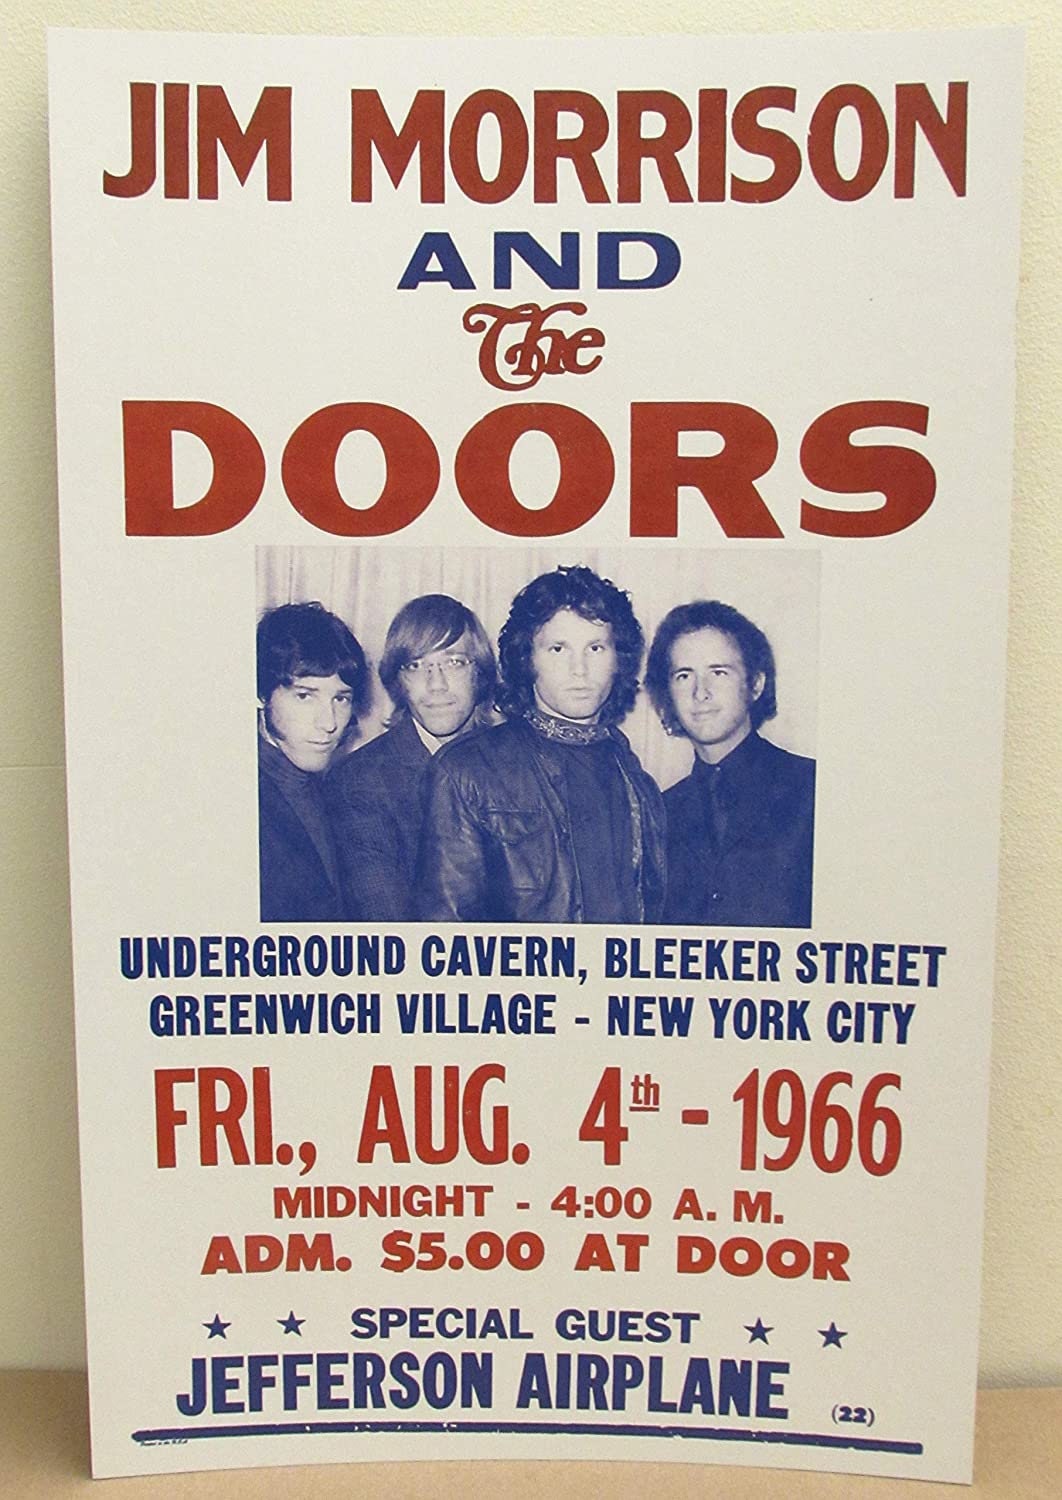 JIM MORRISON
AND
The
DOORS
UNDERGROUND CAVERN, BLEEKER STREET
GREENWICH VILLAGE - NEW YORK CITY
FRI., AUG. 4th - 1966
MIDNIGHT - 4:00 A. M.
ADM. $5.00 AT DOOR
★ ★ SPECIAL GUEST ★ ★
JEFFERSON AIRPLANE (22)